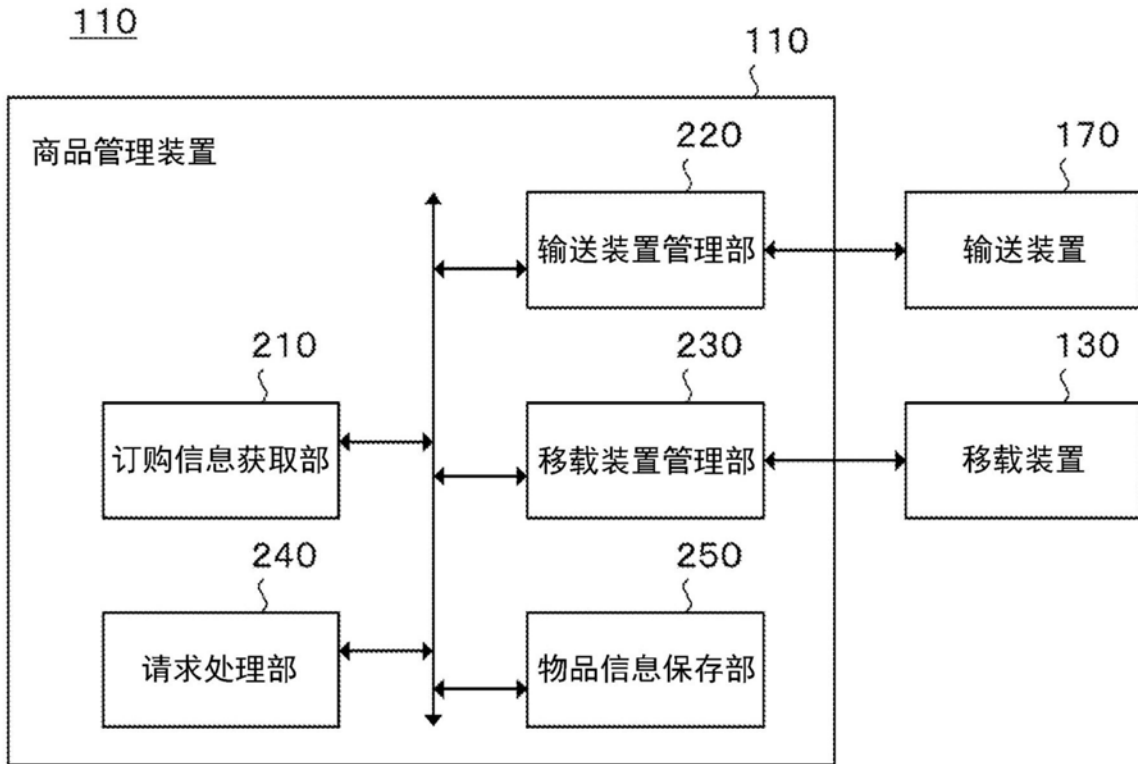 110
110
商品管理装置
220
170
输送装置管理部
输送装置
210
230
130
订购信息获取部
移载装置管理部
移载装置
240
250
请求处理部
物品信息保存部